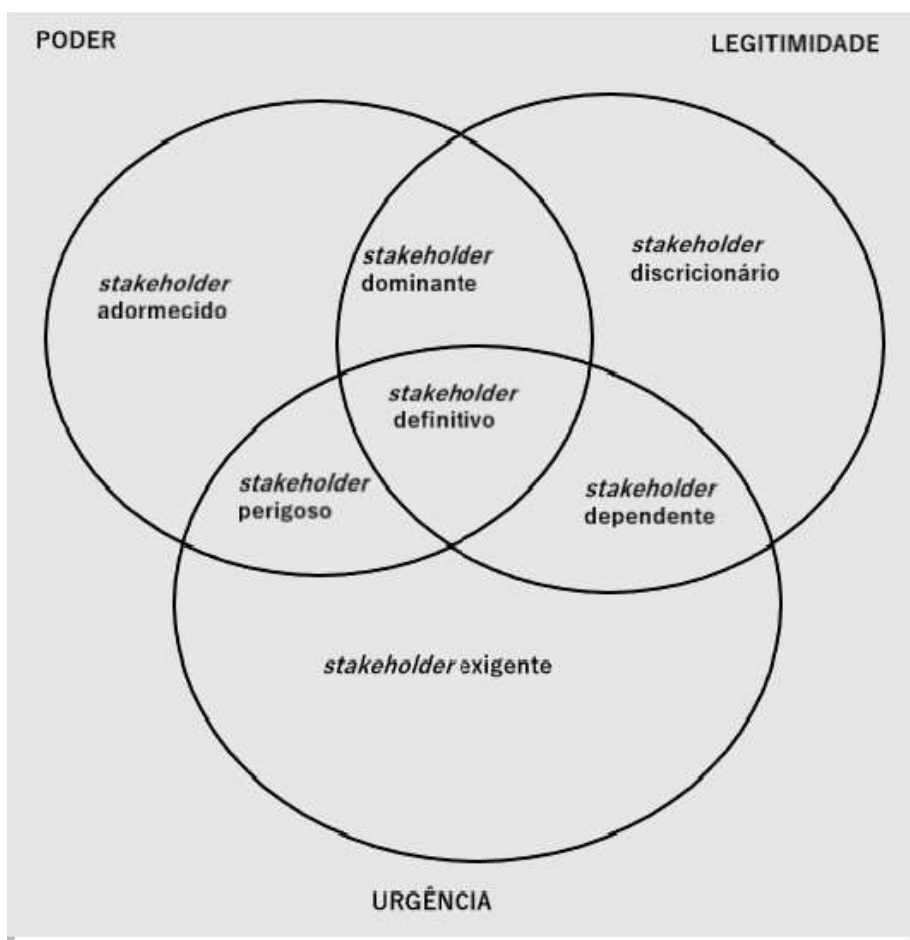 PODER
LEGITIMIDADE
stakeholder
adormecido
stakeholder
dominante
stakeholder
discricionário
stakeholder
definitivo
stakeholder
perigoso
stakeholder
dependente
stakeholder exigente
URGÊNCIA